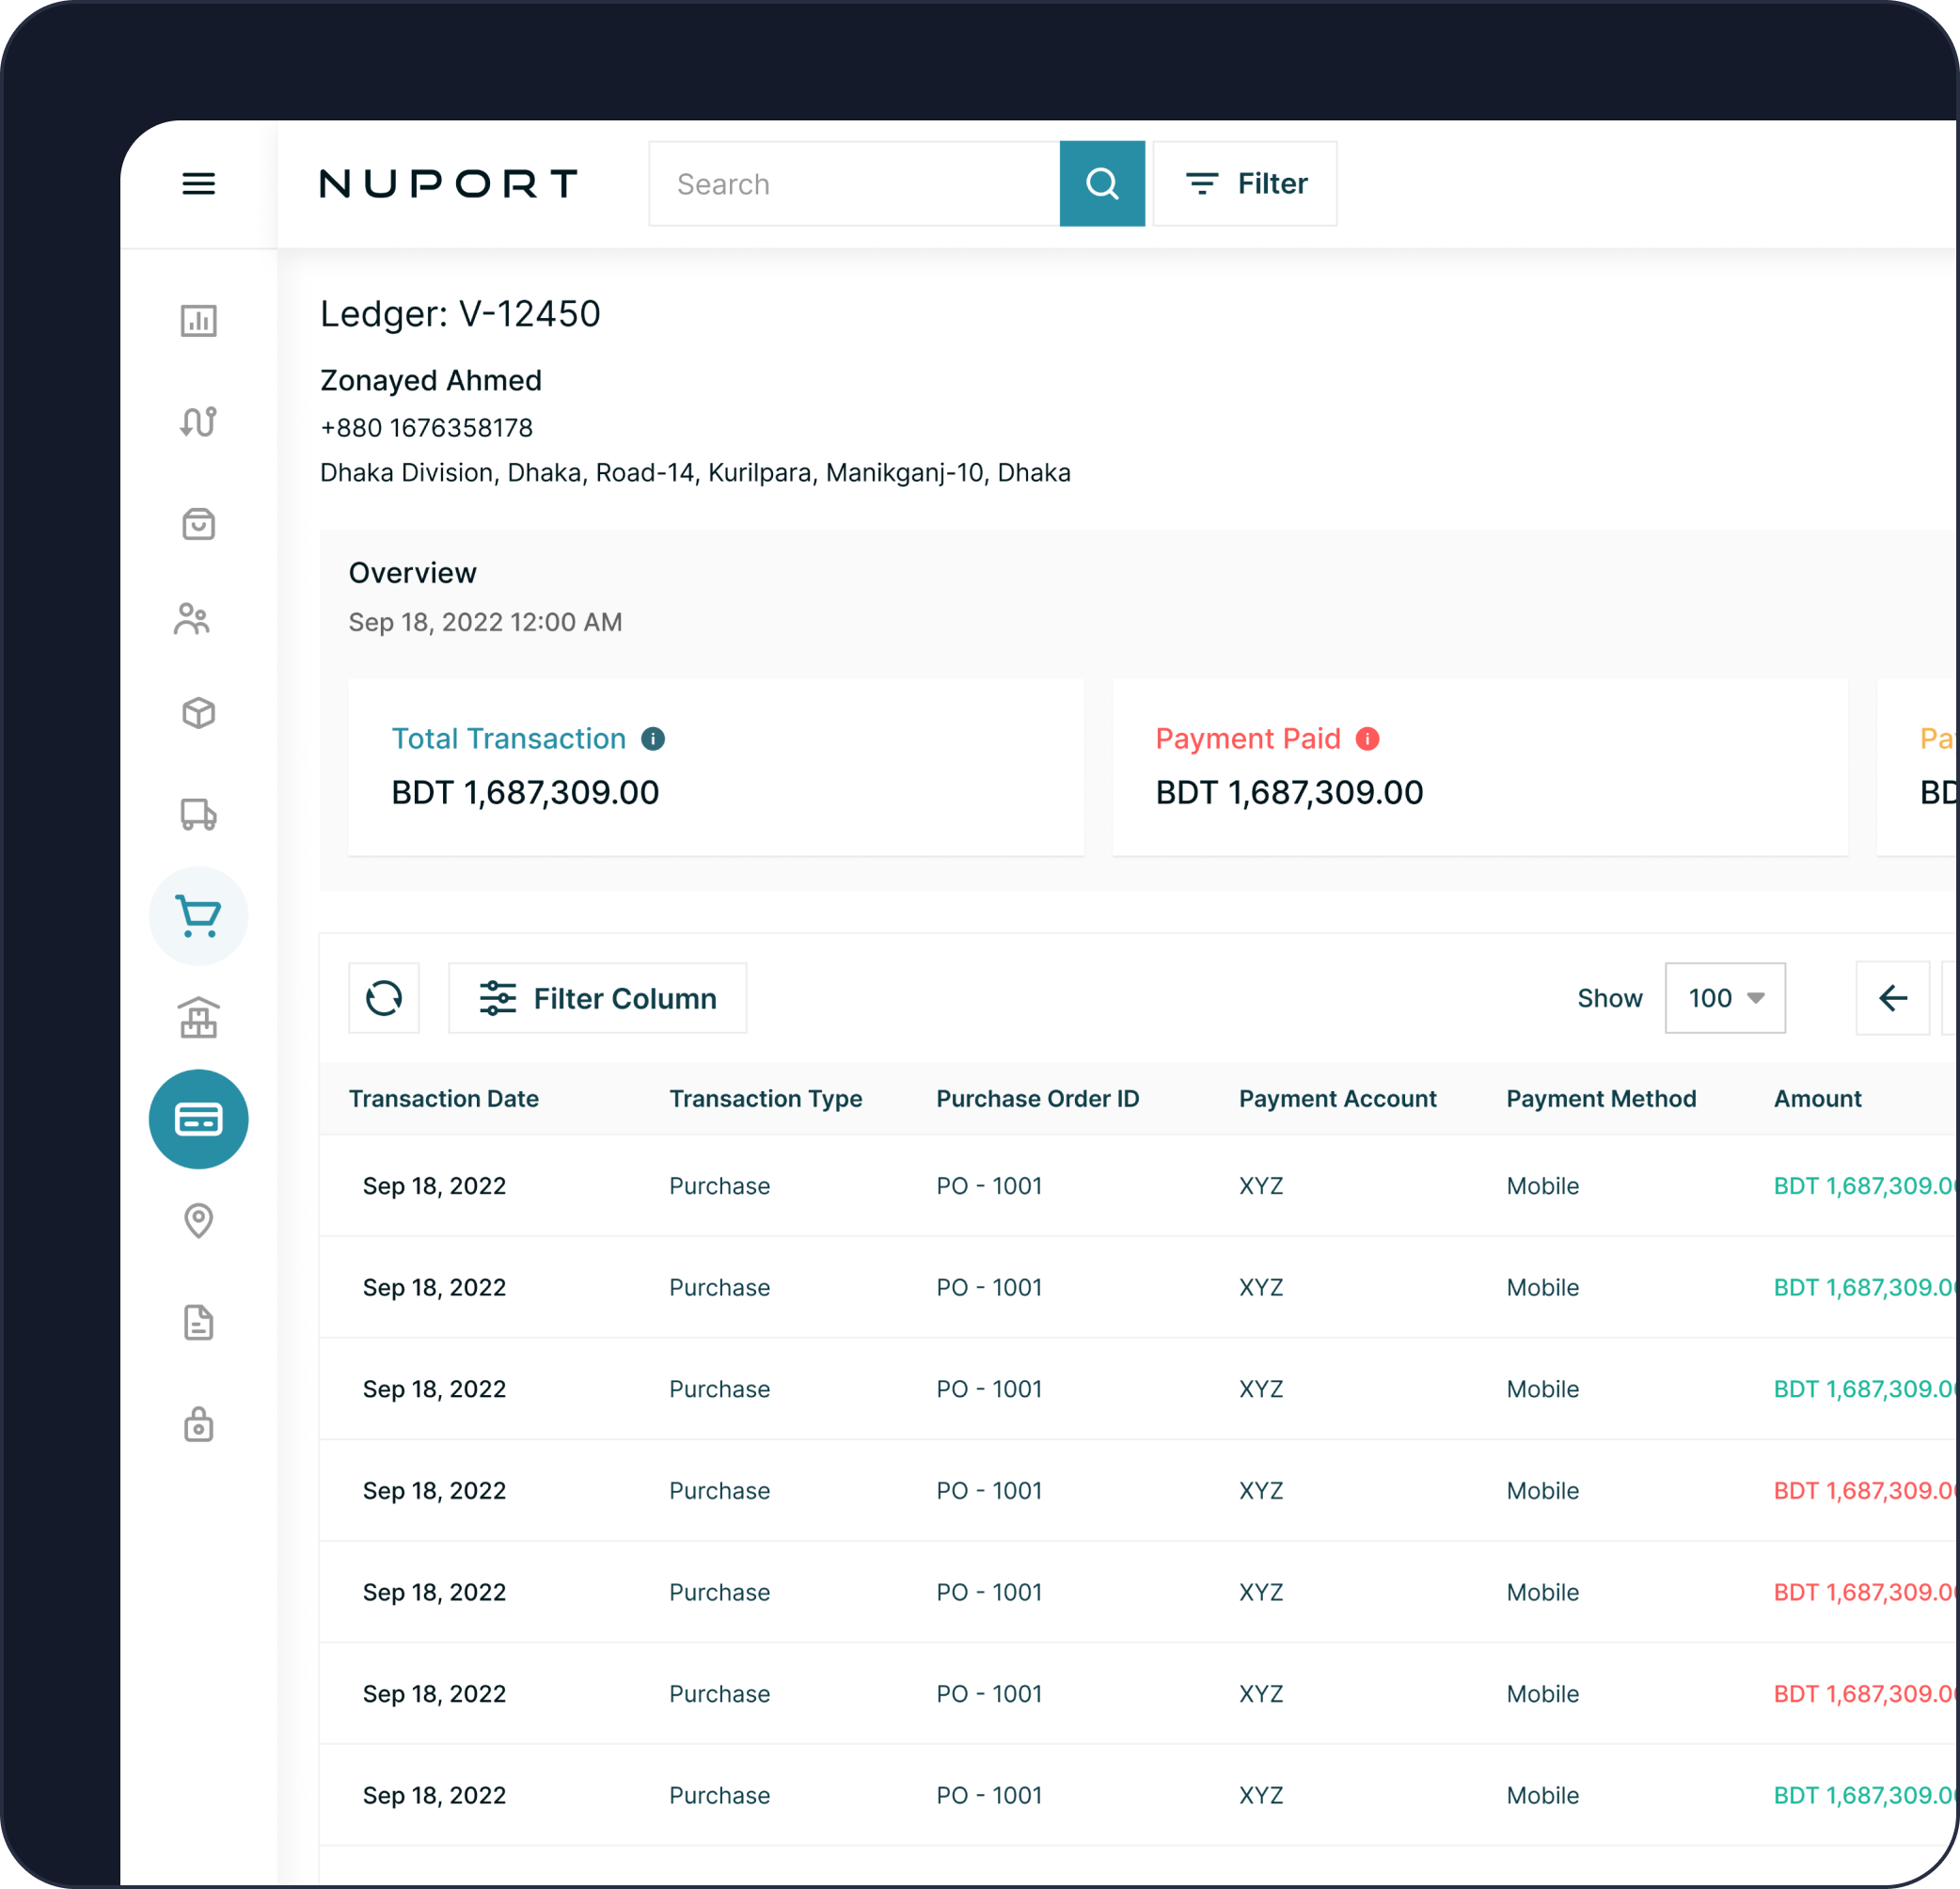 NUPORT
Search
Filter
Ledger: V-12450
Zonayed Ahmed
+880 1676358178
Dhaka Division, Dhaka, Road-14, Kurilpara, Manikganj-10, Dhaka
Overview
Sep 18, 2022 12:00 AM
Total Transaction Payment Paid
BDT 1,687,309.00 BDT 1,687,309.00
Filter Column Show 100
Transaction Date Transaction Type Purchase Order ID Payment Account Payment Method Amount
Sep 18, 2022 Purchase PO - 1001 XYZ Mobile BDT 1,687,309.0
Sep 18, 2022 Purchase PO - 1001 XYZ Mobile BDT 1,687,309.0
Sep 18, 2022 Purchase PO - 1001 XYZ Mobile BDT 1,687,309.0
Sep 18, 2022 Purchase PO - 1001 XYZ Mobile BDT 1,687,309.0
Sep 18, 2022 Purchase PO - 1001 XYZ Mobile BDT 1,687,309.0
Sep 18, 2022 Purchase PO - 1001 XYZ Mobile BDT 1,687,309.0
Sep 18, 2022 Purchase PO - 1001 XYZ Mobile BDT 1,687,309.0